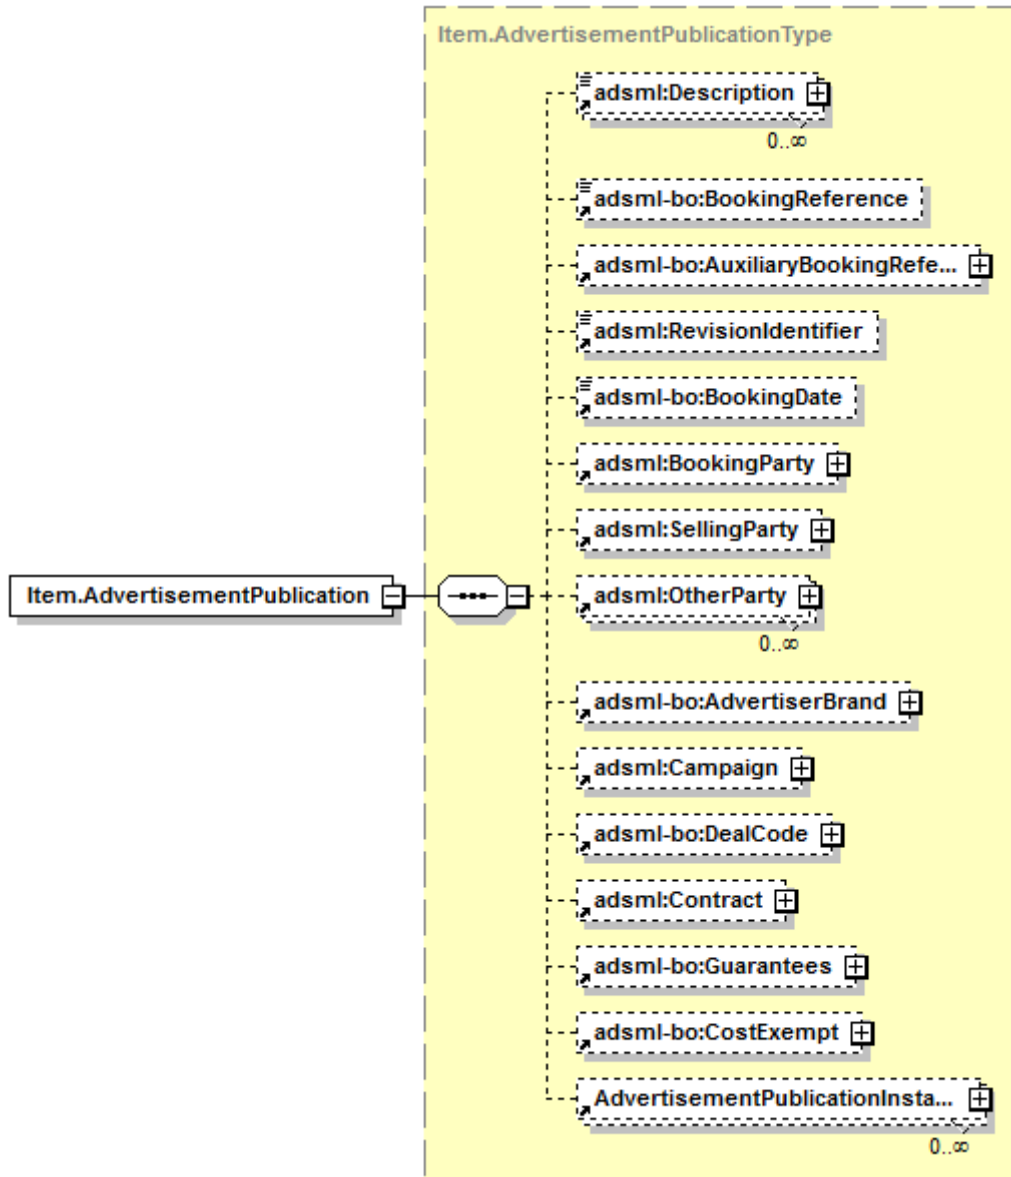 Item.AdvertisementPublicationType
adsml:Description
0..∞
adsml-bo:BookingReference
adsml-bo:AuxiliaryBookingRefe...
adsml:RevisionIdentifier
adsml-bo:BookingDate
adsml:BookingParty
adsml:SellingParty
Item.AdvertisementPublication
adsml:OtherParty
0..∞
adsml-bo:AdvertiserBrand
adsml:Campaign
adsml-bo:DealCode
adsml:Contract
adsml-bo:Guarantees
adsml-bo:CostExempt
AdvertisementPublicationInsta...
0..∞